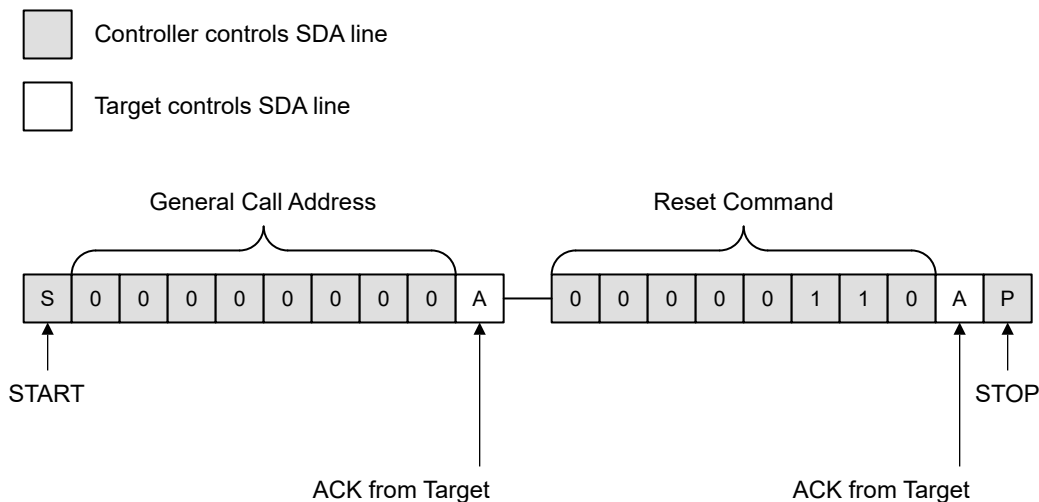 Controller controls SDA line
Target controls SDA line
General Call Address Reset Command
S 0 0 0 0 0 0 0 0 A 0 0 0 0 0 1 1 0 A P
START STOP
ACK from Target ACK from Target